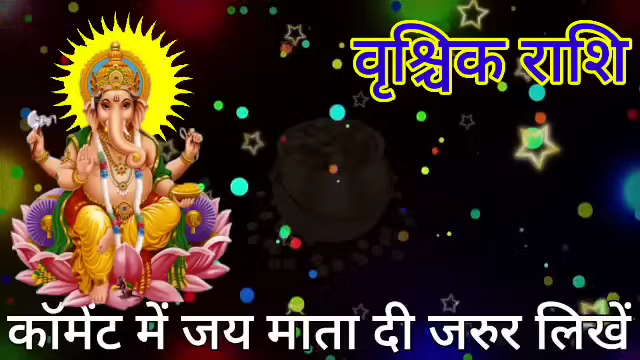 वृश्चिक राशि
कॉमेंट में जय माता दी जरुर लिखें